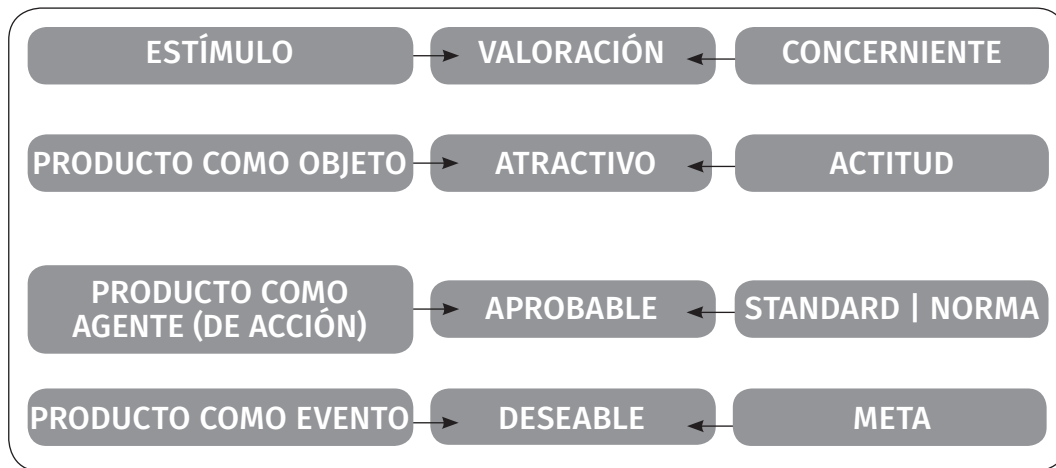 ESTÍMULO
VALORACIÓN
CONCERNIENTE
PRODUCTO COMO OBJETO
ATRACTIVO
ACTITUD
PRODUCTO COMO
AGENTE (DE ACCIÓN)
APROBABLE
STANDARD | NORMA
PRODUCTO COMO EVENTO
DESEABLE
META